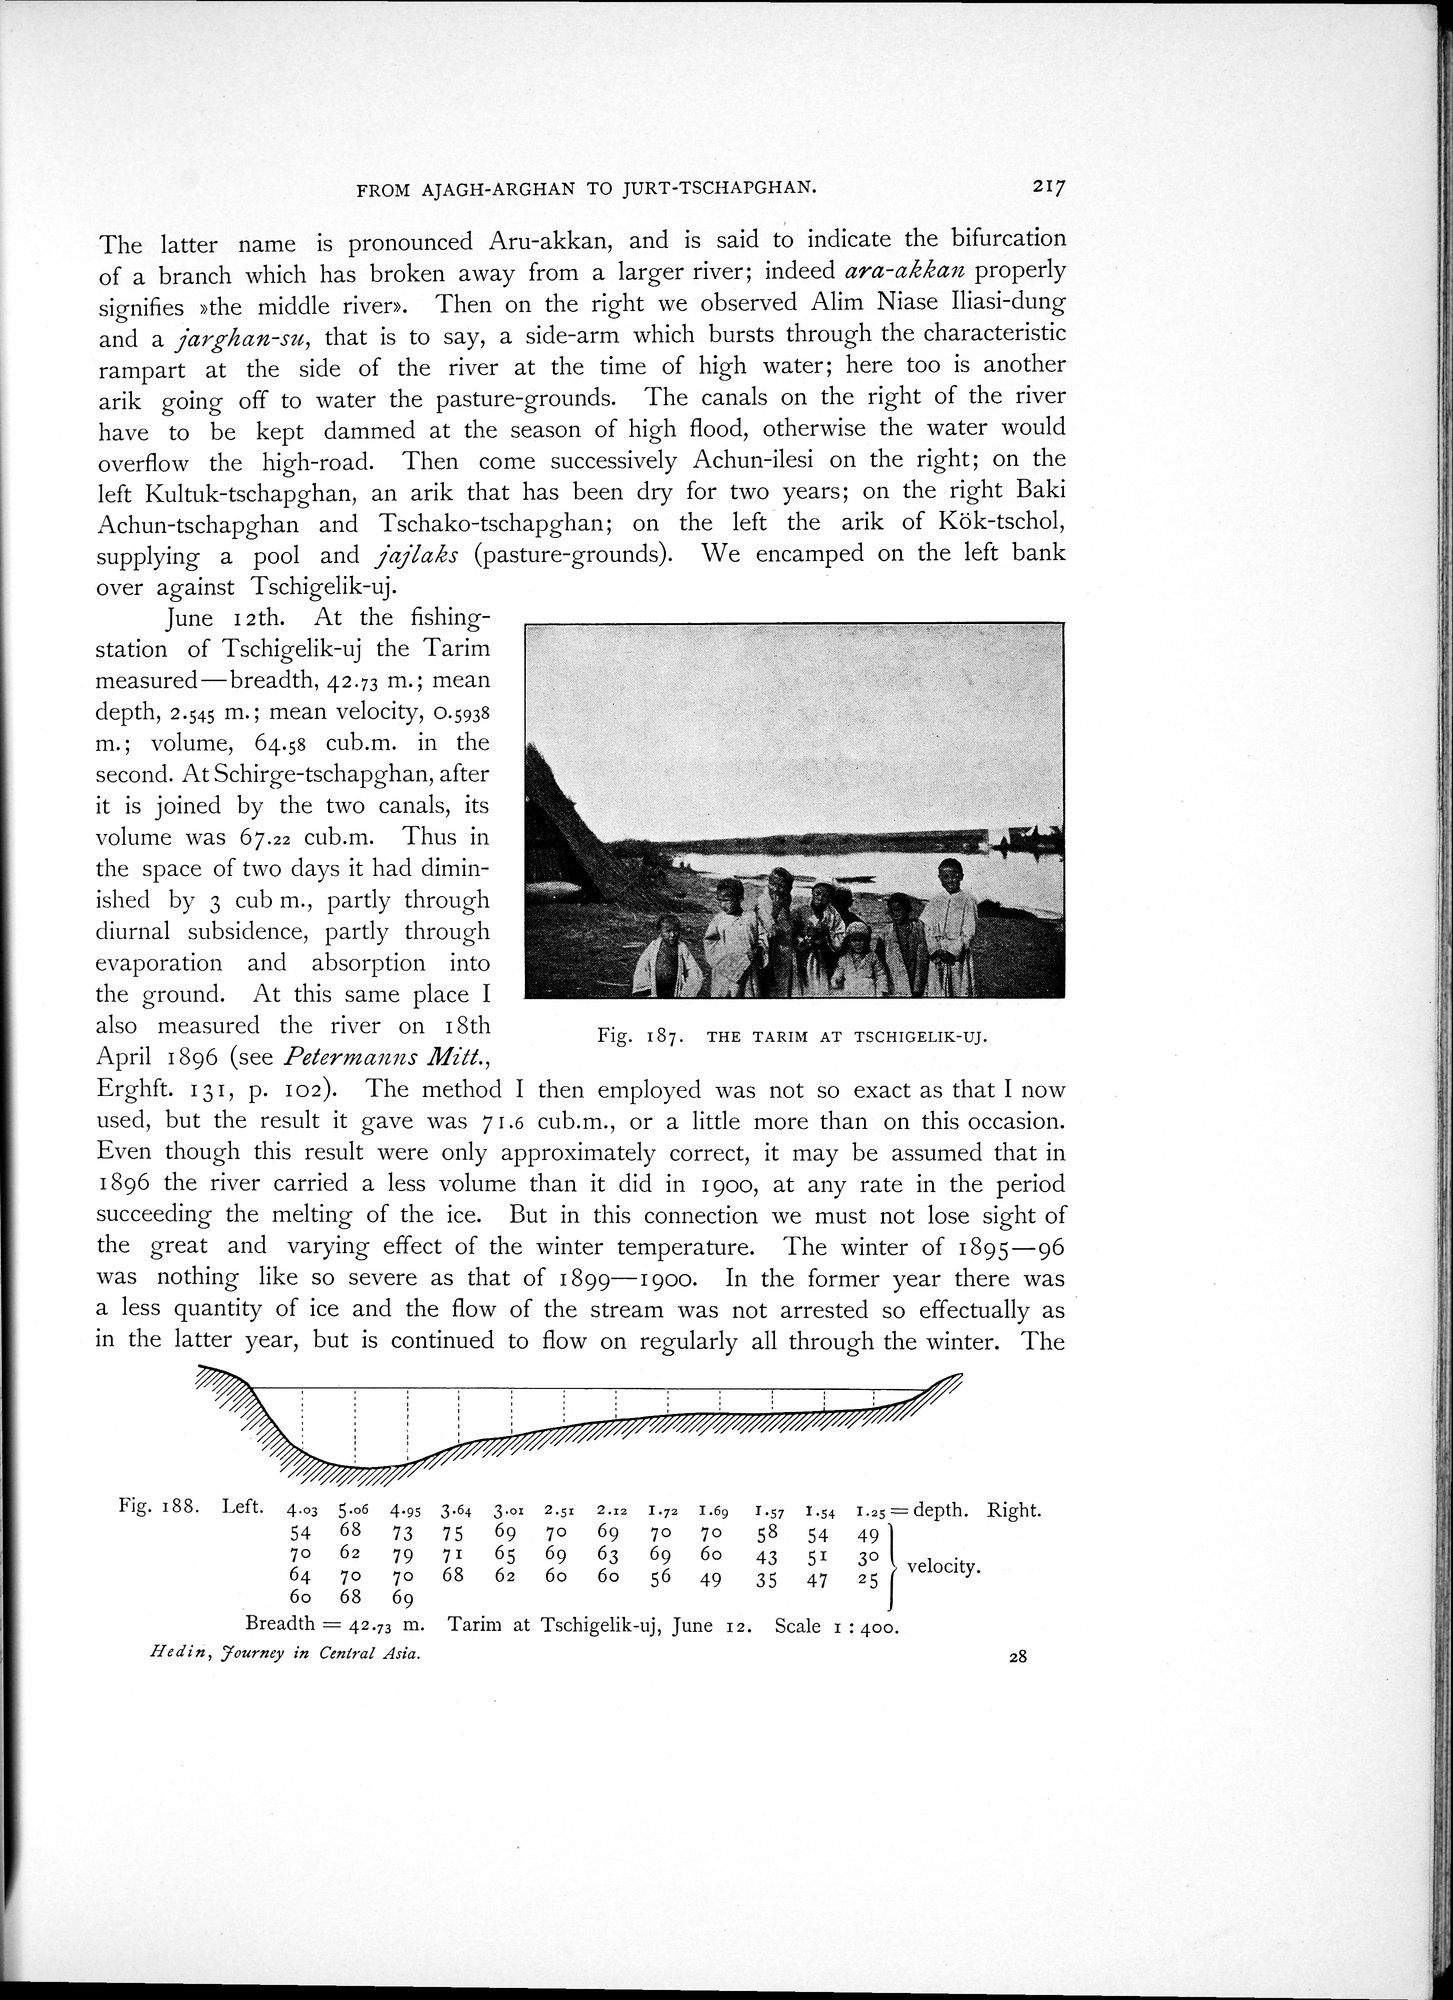 FROM AJAGH-ARGHAN TO JURT-TSCHAPGHAN. 217
The latter name is pronounced Aru-akkan, and is said to indicate the bifurcation
of a branch which has broken away from a larger river; indeed ara-akkan properly
signifies »the middle river». Then on the right we observed Alim Niase Iliasi-dung
and a jarghan-su, that is to say, a side-arm which bursts through the characteristic
rampart at the side of the river at the time of high water; here too is another
arik going off to water the pasture-grounds. The canals on the right of the river
have to be kept dammed at the season of high flood, otherwise the water would
overflow the high-road. Then come successively Achun-ilesi on the right; on the
left Kultuk-tschapghan, an arik that has been dry for two years; on the right Baki
Achun-tschapghan and Tschako-tschapghan; on the left the arik of Kök-tschol,
supplying a pool and jajlaks (pasture-grounds). We encamped on the left bank
over against Tschigelik-uj.
June 12th. At the fishing-
station of Tschigelik-uj the Tarim
measured—breadth, 42.73 m.; mean
depth, 2.545 m.; mean velocity, 0.5938
m.; volume, 64.58 cub.m. in the
second. At Schirge-tschapghan, after
it is joined by the two canals, its
volume was 67.22 cub.m. Thus in
the space of two days it had dimin-
ished by 3 cub m., partly through
diurnal subsidence, partly through
evaporation and absorption into
the ground. At this same place I
also measured the river on 18th
April 1896 (see Petermanns Mitt.,
Fig. 187. THE TARIM AT TSCHIGELIK-UJ.
Erghft. 131, p. 102). The method I then employed was not so exact as that I now
used, but the result it gave was 71.6 cub.m., or a little more than on this occasion.
Even though this result were only approximately correct, it may be assumed that in
1896 the river carried a less volume than it did in 1900, at any rate in the period
succeeding the melting of the ice. But in this connection we must not lose sight of
the great and varying effect of the winter temperature. The winter of 1895—96
was nothing like so severe as that of 1899—1900. In the former year there was
a less quantity of ice and the flow of the stream was not arrested so effectually as
in the latter year, but is continued to flow on regularly all through the winter. The
Fig. 188. Left. 4.03 5.06 4.95 3.64 3.01 2.51 2.12 1.72 1.69 1.57 1.54 1.25 = depth. Right.
54 68 73 75 69 70 69 70 70 58 54 49
70 62 79 71 65 69 63 69 60 43 51 30 velocity.
64 70 70 68 62 60 60 56 49 35 47 25
60 68 69
Breadth = 42.73 m. Tarim at Tschigelik-uj, June 12. Scale 1 : 400.
Hedin, Journey in Central Asia. 28